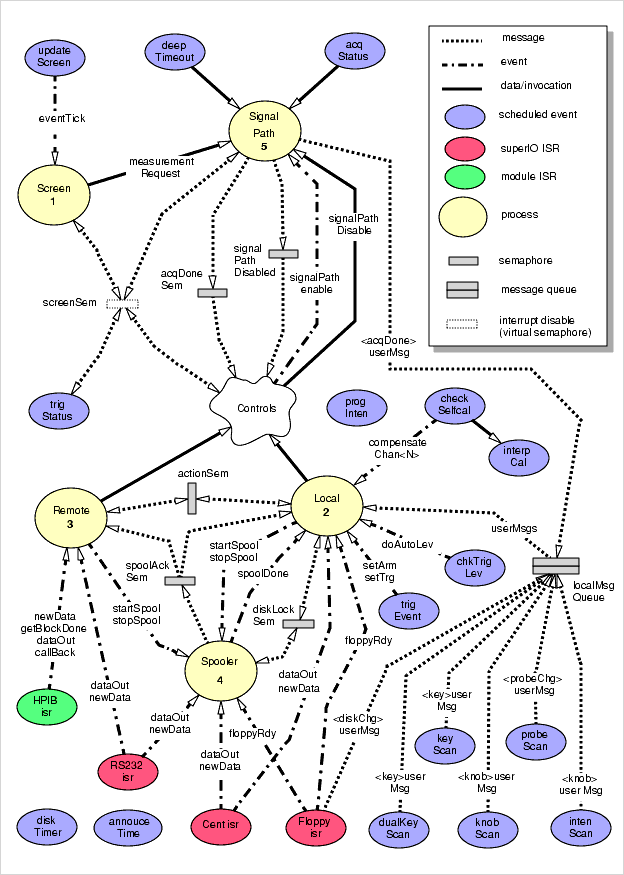 update
Screen
deep
Timeout
acq
Status
message
event
data/invocation
scheduled event
superIO ISR
module ISR
process
semaphore
message queue
interrupt disable
(virtual semaphore)
eventTick
Signal
Path
5
measurement
Request
Screen
1
signalPath
Disable
signal
Path
Disabled
acqDone
Sem
signalPath
enable
screenSem
<acqDone>
userMsg
trig
Status
Controls
prog
Inten
check
Selfcal
compensate
Chan<N>
interp
Cal
actionSem
Remote
3
Local
2
userMsgs
startSpool
stopSpool
doAutoLev
spoolAck
Sem
spoolDone
setArm
setTrg
chkTrig
Lev
localMsg
Queue
startSpool
stopSpool
diskLock
Sem
trig
Event
newData
getBlockDone
dataOut
callBack
floppyRdy
Spooler
4
dataOut
newData
dataOut
newData
<probeChg>
userMsg
<key>user
Msg
HPIB
isr
dataOut
newData
floppyRdy
<diskChg>
userMsg
key
Scan
probe
Scan
dataOut
newData
RS232
isr
<key>user
Msg
<knob>user
Msg
<knob>
user Msg
disk
Timer
annouce
Time
Cent isr
Floppy
isr
dualKey
Scan
knob
Scan
inten
Scan